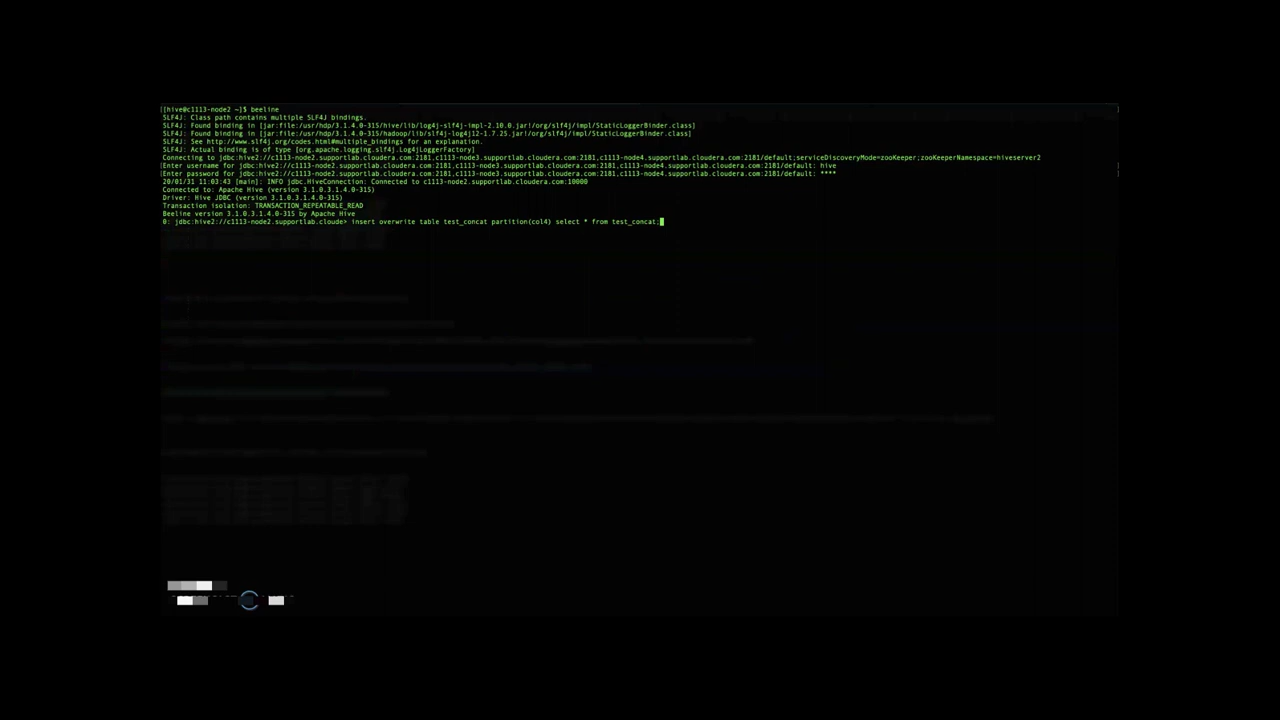 [[hive@c1113-node2 ~]$ beeline
SLF4J: Class path contains multiple SLF4J bindings.
SLF4J: Found binding in [jar:file:/usr/hdp/3.1.4.0-315/hive/lib/log4j-slf4j-impl-2.10.0.jar!/org/slf4j/impl/StaticLoggerBinder.class]
SLF4J: Found binding in [jar:file:/usr/hdp/3.1.4.0-315/hadoop/lib/slf4j-log4j12-1.7.25.jar!/org/slf4j/impl/StaticLoggerBinder.class]
SLF4J: See http://www.slf4j.org/codes.html#multiple_bindings for an explanation.
SLF4J: Actual binding is of type [org.apache.logging.slf4j.Log4jLoggerFactory]
Connecting to jdbc:hive2://c1113-node2.supportlab.cloudera.com:2181,c1113-node3.supportlab.cloudera.com:2181,c1113-node4.supportlab.cloudera.com:2181/default;serviceDiscoveryMode=zooKeeper;zooKeeperNamespace=hiveserver2
[Enter username for jdbc:hive2://c1113-node2.supportlab.cloudera.com:2181,c1113-node3.supportlab.cloudera.com:2181,c1113-node4.supportlab.cloudera.com:2181/default: hive
[Enter password for jdbc:hive2://c1113-node2.supportlab.cloudera.com:2181,c1113-node3.supportlab.cloudera.com:2181,c1113-node4.supportlab.cloudera.com:2181/default: ****
20/01/31 11:03:43 [main]: INFO jdbc.HiveConnection: Connected to c1113-node2.supportlab.cloudera.com:10000
Connected to: Apache Hive (version 3.1.0.3.1.4.0-315)
Driver: Hive JDBC (version 3.1.0.3.1.4.0-315)
Transaction isolation: TRANSACTION_REPEATABLE_READ
Beeline version 3.1.0.3.1.4.0-315 by Apache Hive
0: jdbc:hive2://c1113-node2.supportlab.cloude> insert overwrite table test_concat partition(col4) select * from test_concat;